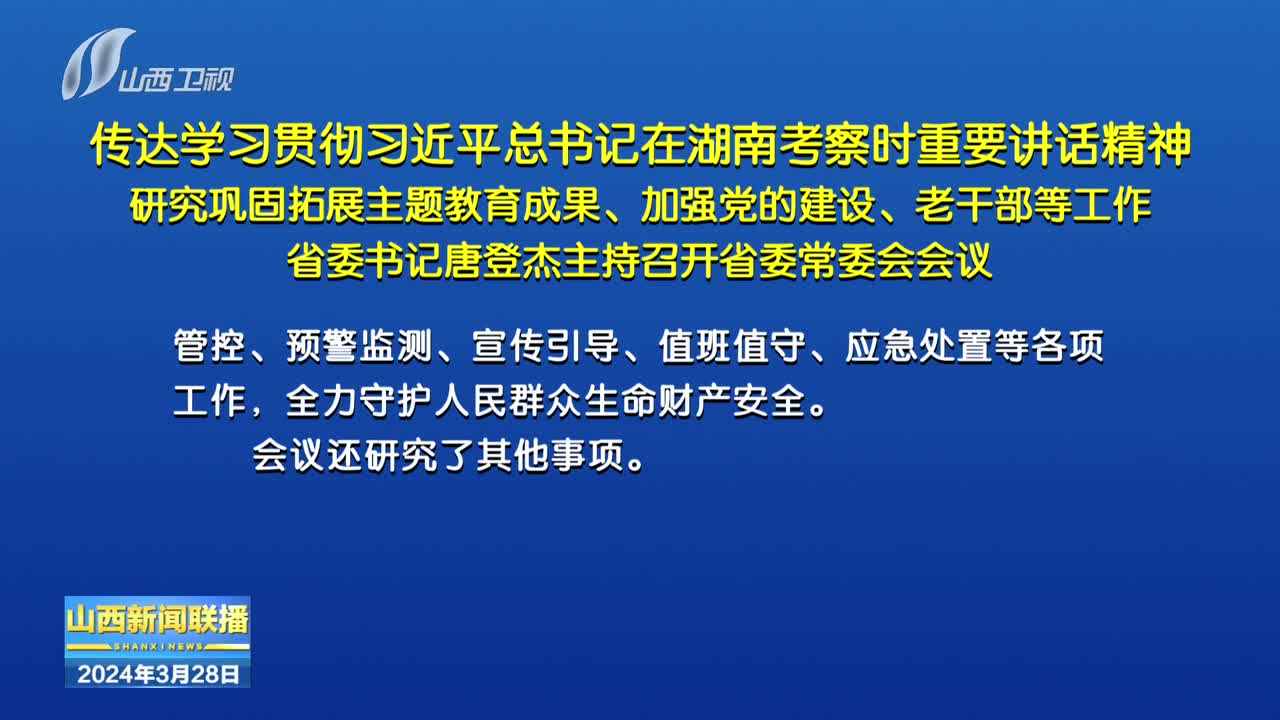 山西卫视
传达学习贯彻习近平总书记在湖南考察时重要讲话精神
研究巩固拓展主题教育成果、加强党的建设、老干部等工作
省委书记唐登杰主持召开省委常委会会议
管控、预警监测、宣传引导、值班值守、应急处置等各项
工作，全力守护人民群众生命财产安全。
会议还研究了其他事项。
山西新闻联播
SHANXI NEWS
2024年3月28日